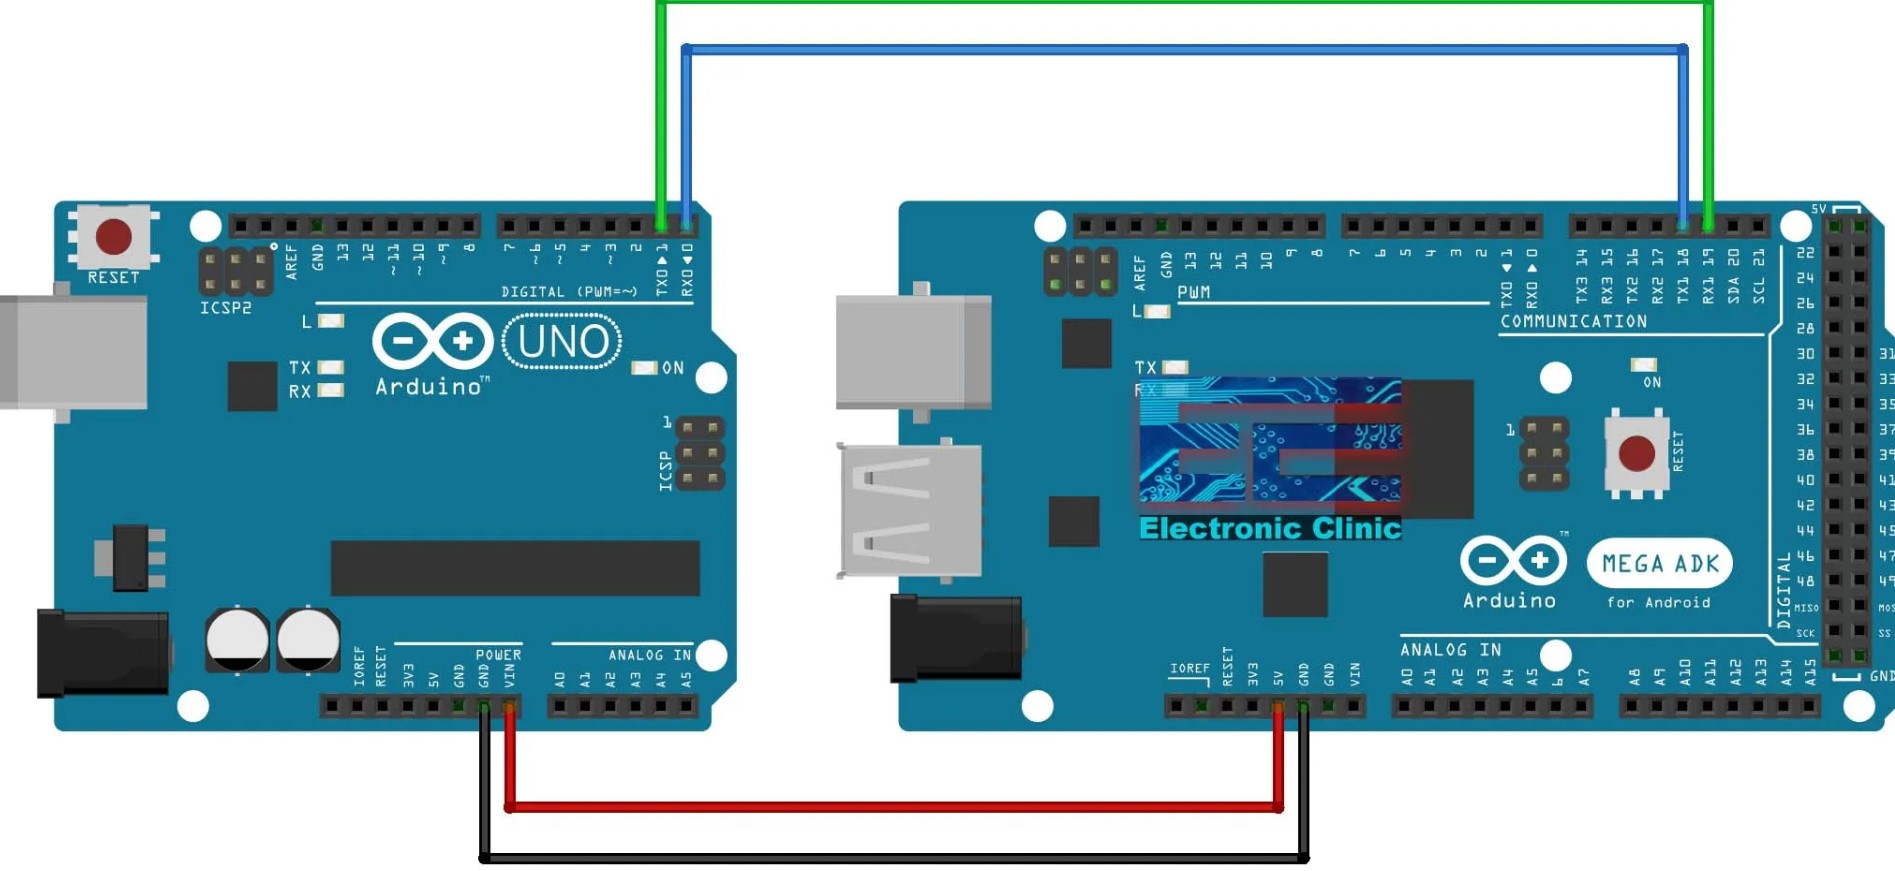 RESET
ICSP2
AREF
GND
13
12
~11
~10
~9
8
7
~6
~5
4
~3
2
TX0 ▶ 1
RX0 ◀ 0
DIGITAL (PWM=~)
L
TX
RX
Arduino™
UNO
ON
1
ICSP
POWER
ANALOG IN
IOREF
RESET
3V3
5V
GND
GND
VIN
A0
A1
A2
A3
A4
A5
AREF
GND
13
12
11
10
9
8
7
6
5
4
3
2
TX0 ◀ 1
RX0 ▶ 0
TX3 14
RX3 15
TX2 16
RX2 17
TX1 18
RX1 19
SDA 20
SCL 21
PWM
COMMUNICATION
L
TX
RX
Electronic Clinic
ON
1
RESET
Arduino™
MEGA ADK
for Android
5V
22
24
26
28
30 31
32 33
34 35
36 37
38 39
40 41
42 43
44 45
46 47
48 49
MISO MOS
SCK SS
GND
DIGITAL
ANALOG IN
IOREF
RESET
3V3
5V
GND
GND
VIN
A0
A1
A2
A3
A4
A5
6
A7
A8
A9
A10
A11
A12
A13
A14
A15